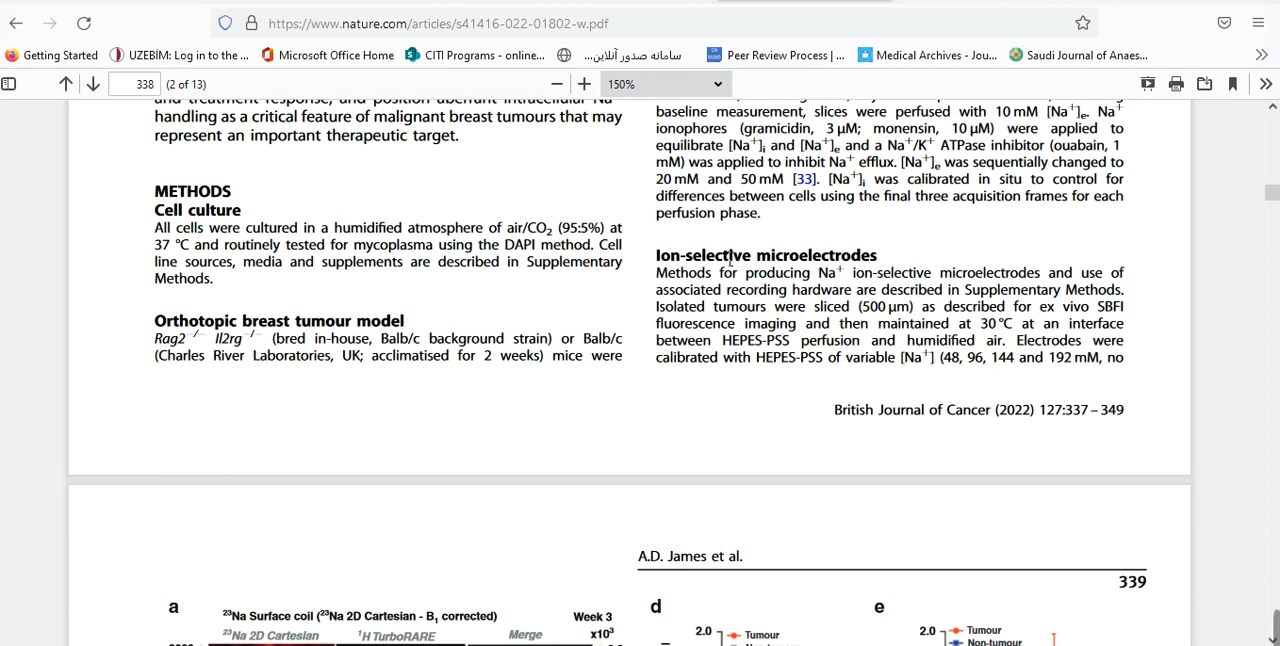 https://www.nature.com/articles/s41416-022-01802-w.pdf
Getting Started UZEBİM: Log in to the ... Microsoft Office Home CITI Programs - online... سامانه صدور آنلاین... Peer Review Process | ... Medical Archives - Jou... Saudi Journal of Anaes...
338 (2 of 13) 150%
and treatment response, and position aberrant intracellular Na
handling as a critical feature of malignant breast tumours that may
represent an important therapeutic target.
METHODS
Cell culture
All cells were cultured in a humidified atmosphere of air/CO₂ (95:5%) at
37 °C and routinely tested for mycoplasma using the DAPI method. Cell
line sources, media and supplements are described in Supplementary
Methods.
Orthotopic breast tumour model
Rag2⁻/⁻ Il2rg⁻/⁻ (bred in-house, Balb/c background strain) or Balb/c
(Charles River Laboratories, UK; acclimatised for 2 weeks) mice were
baseline measurement, slices were perfused with 10 mM [Na⁺]ₑ. Na⁺
ionophores (gramicidin, 3 µM; monensin, 10 µM) were applied to
equilibrate [Na⁺]ᵢ and [Na⁺]ₑ and a Na⁺/K⁺ ATPase inhibitor (ouabain, 1
mM) was applied to inhibit Na⁺ efflux. [Na⁺]ₑ was sequentially changed to
20 mM and 50 mM [33]. [Na⁺]ᵢ was calibrated in situ to control for
differences between cells using the final three acquisition frames for each
perfusion phase.
Ion-selective microelectrodes
Methods for producing Na⁺ ion-selective microelectrodes and use of
associated recording hardware are described in Supplementary Methods.
Isolated tumours were sliced (500 µm) as described for ex vivo SBFI
fluorescence imaging and then maintained at 30 °C at an interface
between HEPES-PSS perfusion and humidified air. Electrodes were
calibrated with HEPES-PSS of variable [Na⁺] (48, 96, 144 and 192 mM, no
British Journal of Cancer (2022) 127:337 – 349
A.D. James et al.
339
a
²³Na Surface coil (²³Na 2D Cartesian - B₁ corrected) Week 3
²³Na 2D Cartesian ¹H TurboRARE Merge x10³
d
2.0 Tumour
e
2.0 Tumour
Non-tumour